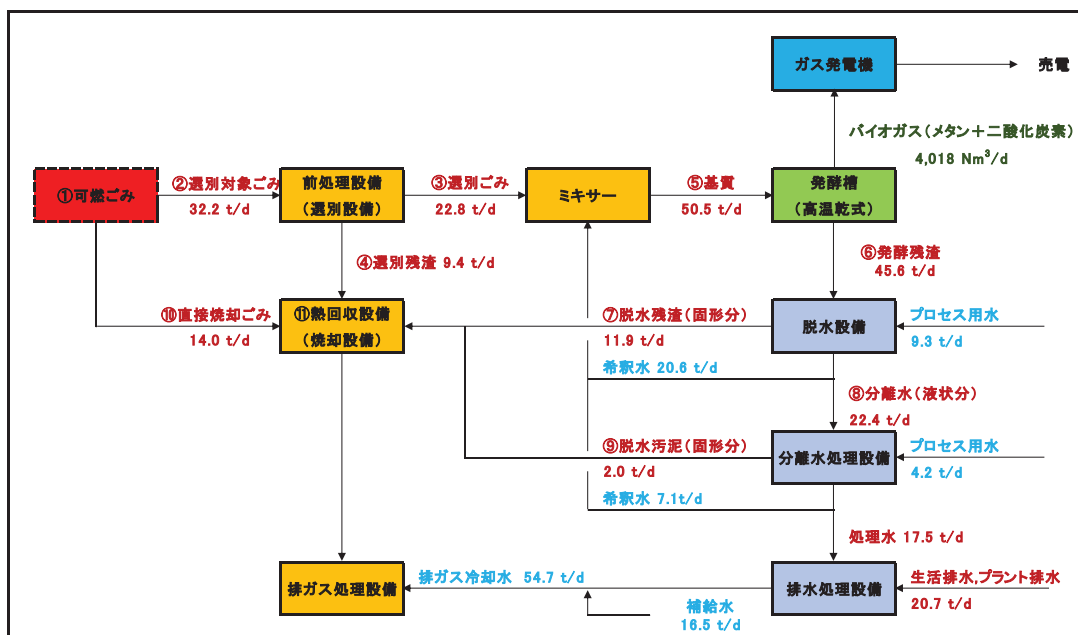 ガス発電機
売電
バイオガス(メタン+二酸化炭素)
4,018 Nm³/d
①可燃ごみ
②選別対象ごみ
32.2 t/d
前処理設備
(選別設備)
③選別ごみ
22.8 t/d
ミキサー
⑤基質
50.5 t/d
発酵槽
(高温乾式)
④選別残渣 9.4 t/d
⑥発酵残渣
45.6 t/d
⑩直接焼却ごみ
14.0 t/d
⑪熱回収設備
(焼却設備)
⑦脱水残渣(固形分)
11.9 t/d
脱水設備
プロセス用水
9.3 t/d
希釈水 20.6 t/d
⑧分離水(液状分)
22.4 t/d
⑨脱水汚泥(固形分)
2.0 t/d
分離水処理設備
プロセス用水
4.2 t/d
希釈水 7.1t/d
処理水 17.5 t/d
排ガス処理設備
排ガス冷却水 54.7 t/d
排水処理設備
生活排水,プラント排水
20.7 t/d
補給水
16.5 t/d